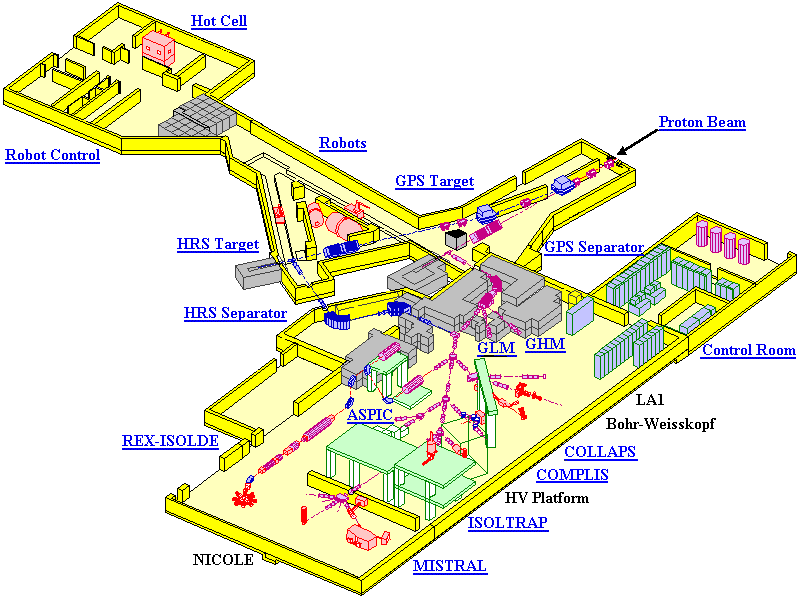 Hot Cell
Proton Beam
Robots
Robot Control
GPS Target
HRS Target
GPS Separator
HRS Separator
GLM
GHM
Control Room
LA1
ASPIC
Bohr-Weisskopf
REX-ISOLDE
COLLAPS
COMPLIS
HV Platform
ISOLTRAP
NICOLE
MISTRAL